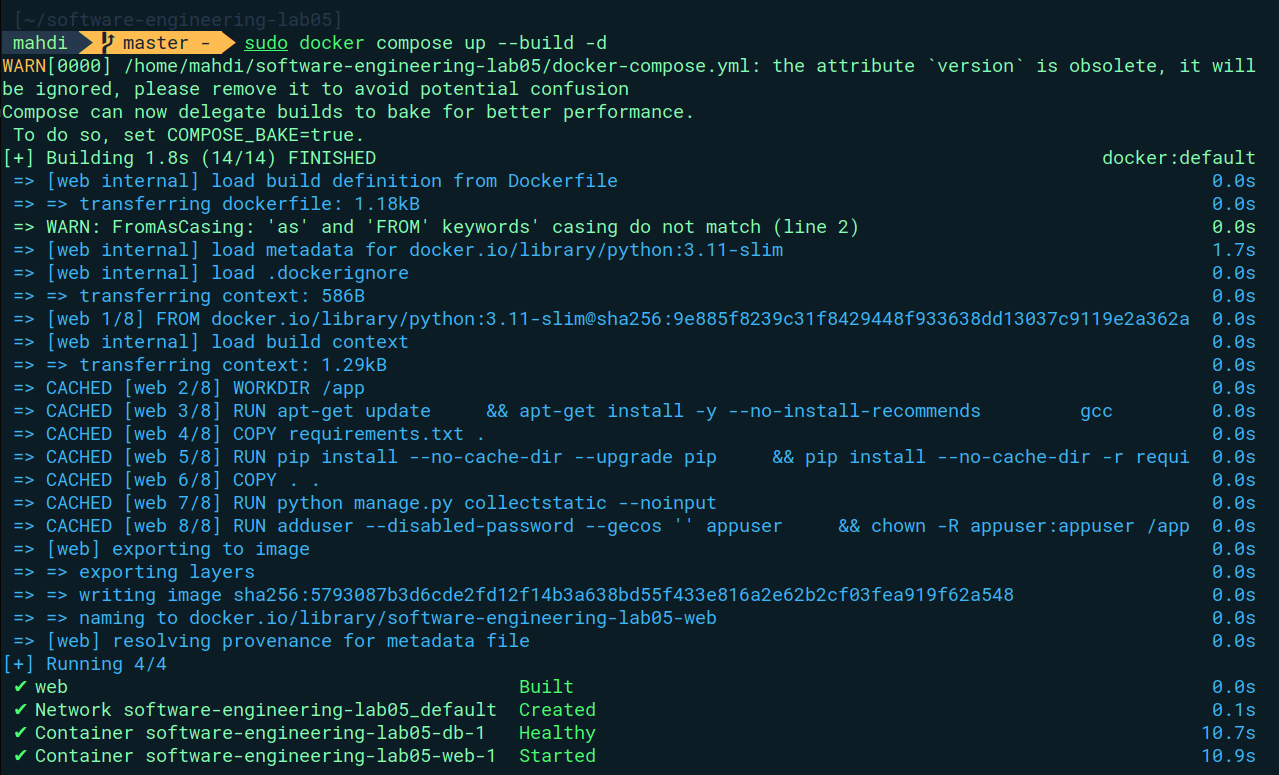 [~/software-engineering-lab05]
mahdi master - sudo docker compose up --build -d
WARN[0000] /home/mahdi/software-engineering-lab05/docker-compose.yml: the attribute `version` is obsolete, it will
be ignored, please remove it to avoid potential confusion
Compose can now delegate builds to bake for better performance.
 To do so, set COMPOSE_BAKE=true.
[+] Building 1.8s (14/14) FINISHED docker:default
 => [web internal] load build definition from Dockerfile 0.0s
 => => transferring dockerfile: 1.18kB 0.0s
 => WARN: FromAsCasing: 'as' and 'FROM' keywords' casing do not match (line 2) 0.0s
 => [web internal] load metadata for docker.io/library/python:3.11-slim 1.7s
 => [web internal] load .dockerignore 0.0s
 => => transferring context: 586B 0.0s
 => [web 1/8] FROM docker.io/library/python:3.11-slim@sha256:9e885f8239c31f8429448f933638dd13037c9119e2a362a 0.0s
 => [web internal] load build context 0.0s
 => => transferring context: 1.29kB 0.0s
 => CACHED [web 2/8] WORKDIR /app 0.0s
 => CACHED [web 3/8] RUN apt-get update     && apt-get install -y --no-install-recommends         gcc 0.0s
 => CACHED [web 4/8] COPY requirements.txt . 0.0s
 => CACHED [web 5/8] RUN pip install --no-cache-dir --upgrade pip     && pip install --no-cache-dir -r requi 0.0s
 => CACHED [web 6/8] COPY . . 0.0s
 => CACHED [web 7/8] RUN python manage.py collectstatic --noinput 0.0s
 => CACHED [web 8/8] RUN adduser --disabled-password --gecos '' appuser     && chown -R appuser:appuser /app 0.0s
 => [web] exporting to image 0.0s
 => => exporting layers 0.0s
 => => writing image sha256:5793087b3d6cde2fd12f14b3a638bd55f433e816a2e62b2cf03fea919f62a548 0.0s
 => => naming to docker.io/library/software-engineering-lab05-web 0.0s
 => [web] resolving provenance for metadata file 0.0s
[+] Running 4/4
 ✔ web Built 0.0s
 ✔ Network software-engineering-lab05_default Created 0.1s
 ✔ Container software-engineering-lab05-db-1 Healthy 10.7s
 ✔ Container software-engineering-lab05-web-1 Started 10.9s